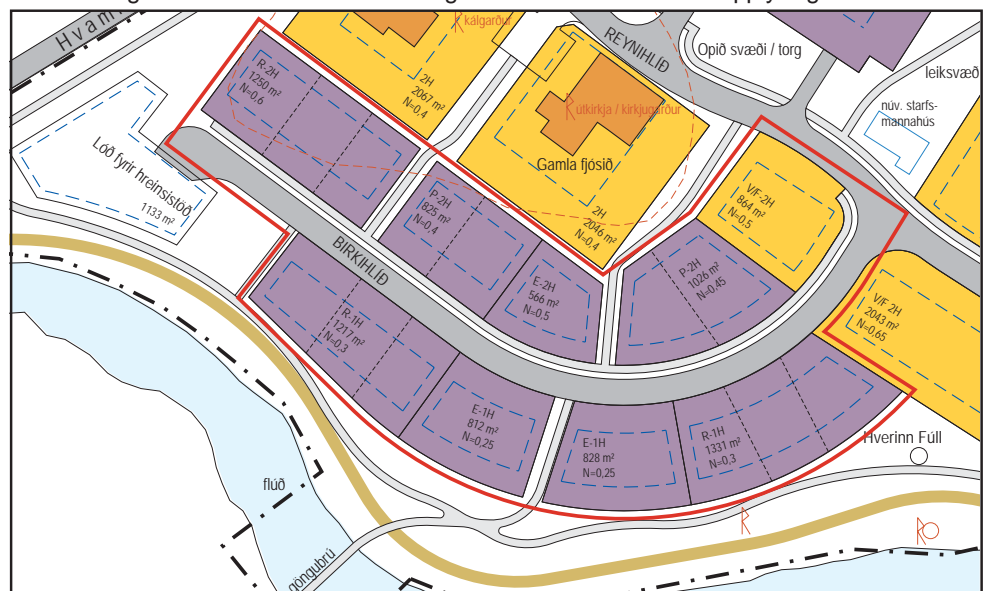 Hvam
kálgarður
REYNIHLÍÐ
Opið svæði / torg
leiksvæð
núv. starfs-
mannahús
R-2H
1250 m²
N=0,6
2H
2067 m²
N=0,4
útkirkja / kirkjugarður
Gamla fjósið
2H
2046 m²
N=0,4
Lóð fyrir hreinsistöð
1133 m²
P-2H
825 m²
N=0,4
V/F-2H
864 m²
N=0,5
BIRKIHLÍÐ
E-2H
566 m²
N=0,5
P-2H
1026 m²
N=0,45
V/F 2H
2043 m²
N=0,65
R-1H
1217 m²
N=0,3
E-1H
812 m²
N=0,25
E-1H
828 m²
N=0,25
R-1H
1331 m²
N=0,3
Hverinn Fúll
flúð
göngubrú